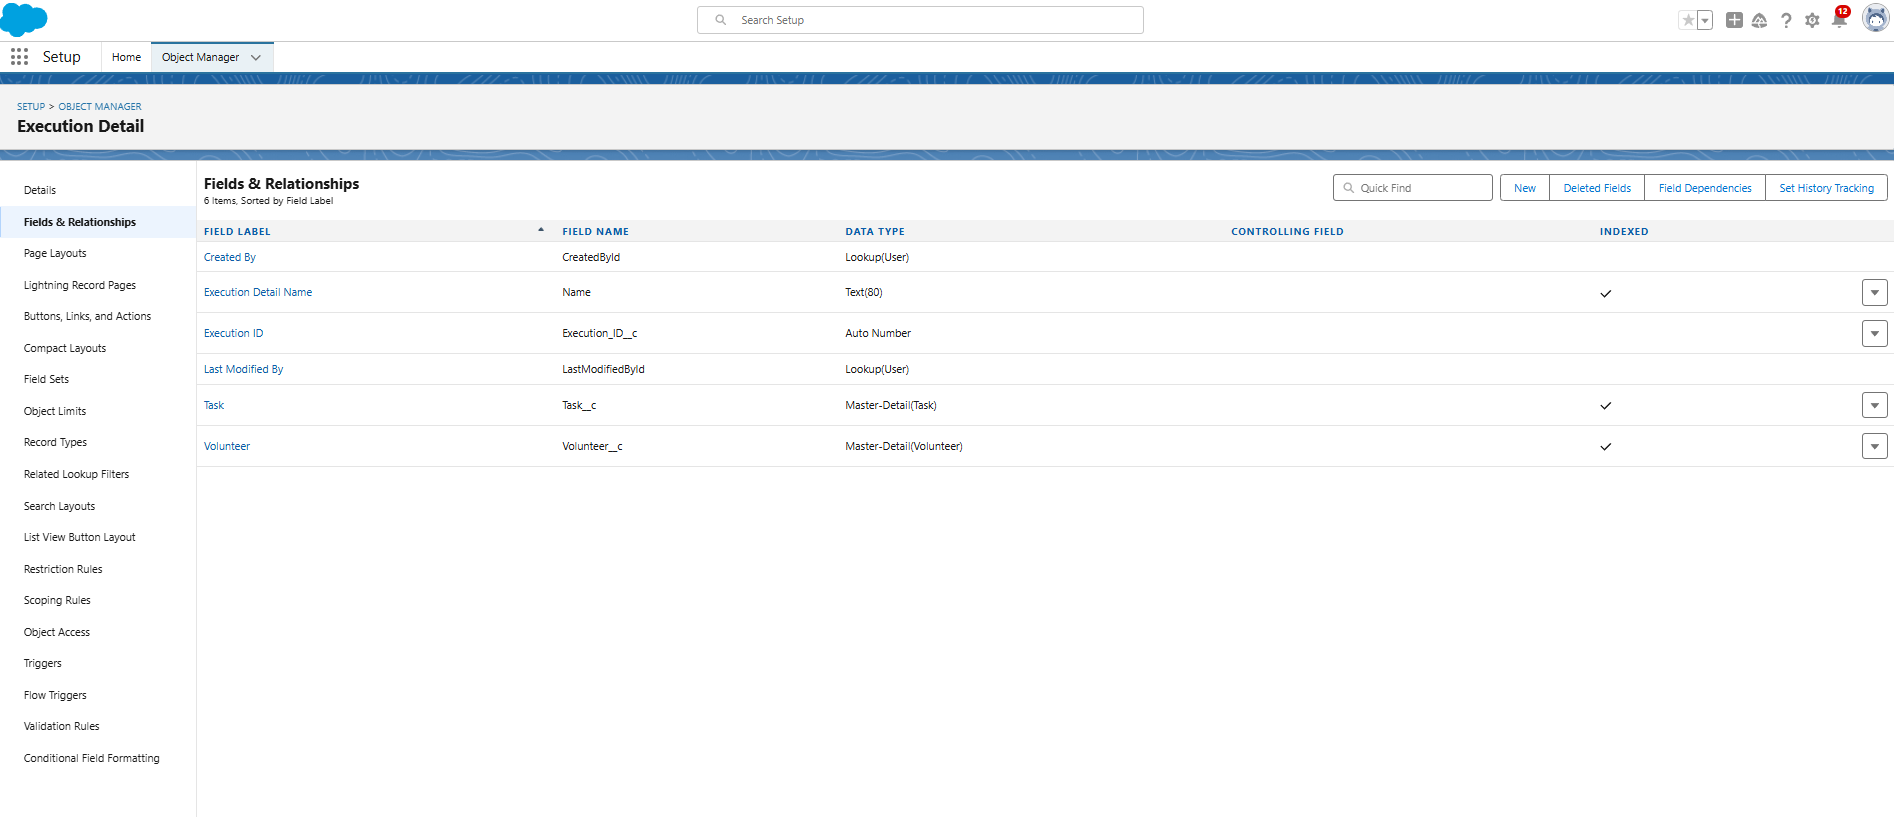 Search Setup
12
Setup
Home
Object Manager
SETUP > OBJECT MANAGER
Execution Detail
Details
Fields & Relationships
Page Layouts
Lightning Record Pages
Buttons, Links, and Actions
Compact Layouts
Field Sets
Object Limits
Record Types
Related Lookup Filters
Search Layouts
List View Button Layout
Restriction Rules
Scoping Rules
Object Access
Triggers
Flow Triggers
Validation Rules
Conditional Field Formatting
Fields & Relationships
6 Items, Sorted by Field Label
Quick Find
New
Deleted Fields
Field Dependencies
Set History Tracking
FIELD LABEL FIELD NAME DATA TYPE CONTROLLING FIELD INDEXED
Created By CreatedById Lookup(User)
Execution Detail Name Name Text(80)
Execution ID Execution_ID__c Auto Number
Last Modified By LastModifiedById Lookup(User)
Task Task__c Master-Detail(Task)
Volunteer Volunteer__c Master-Detail(Volunteer)